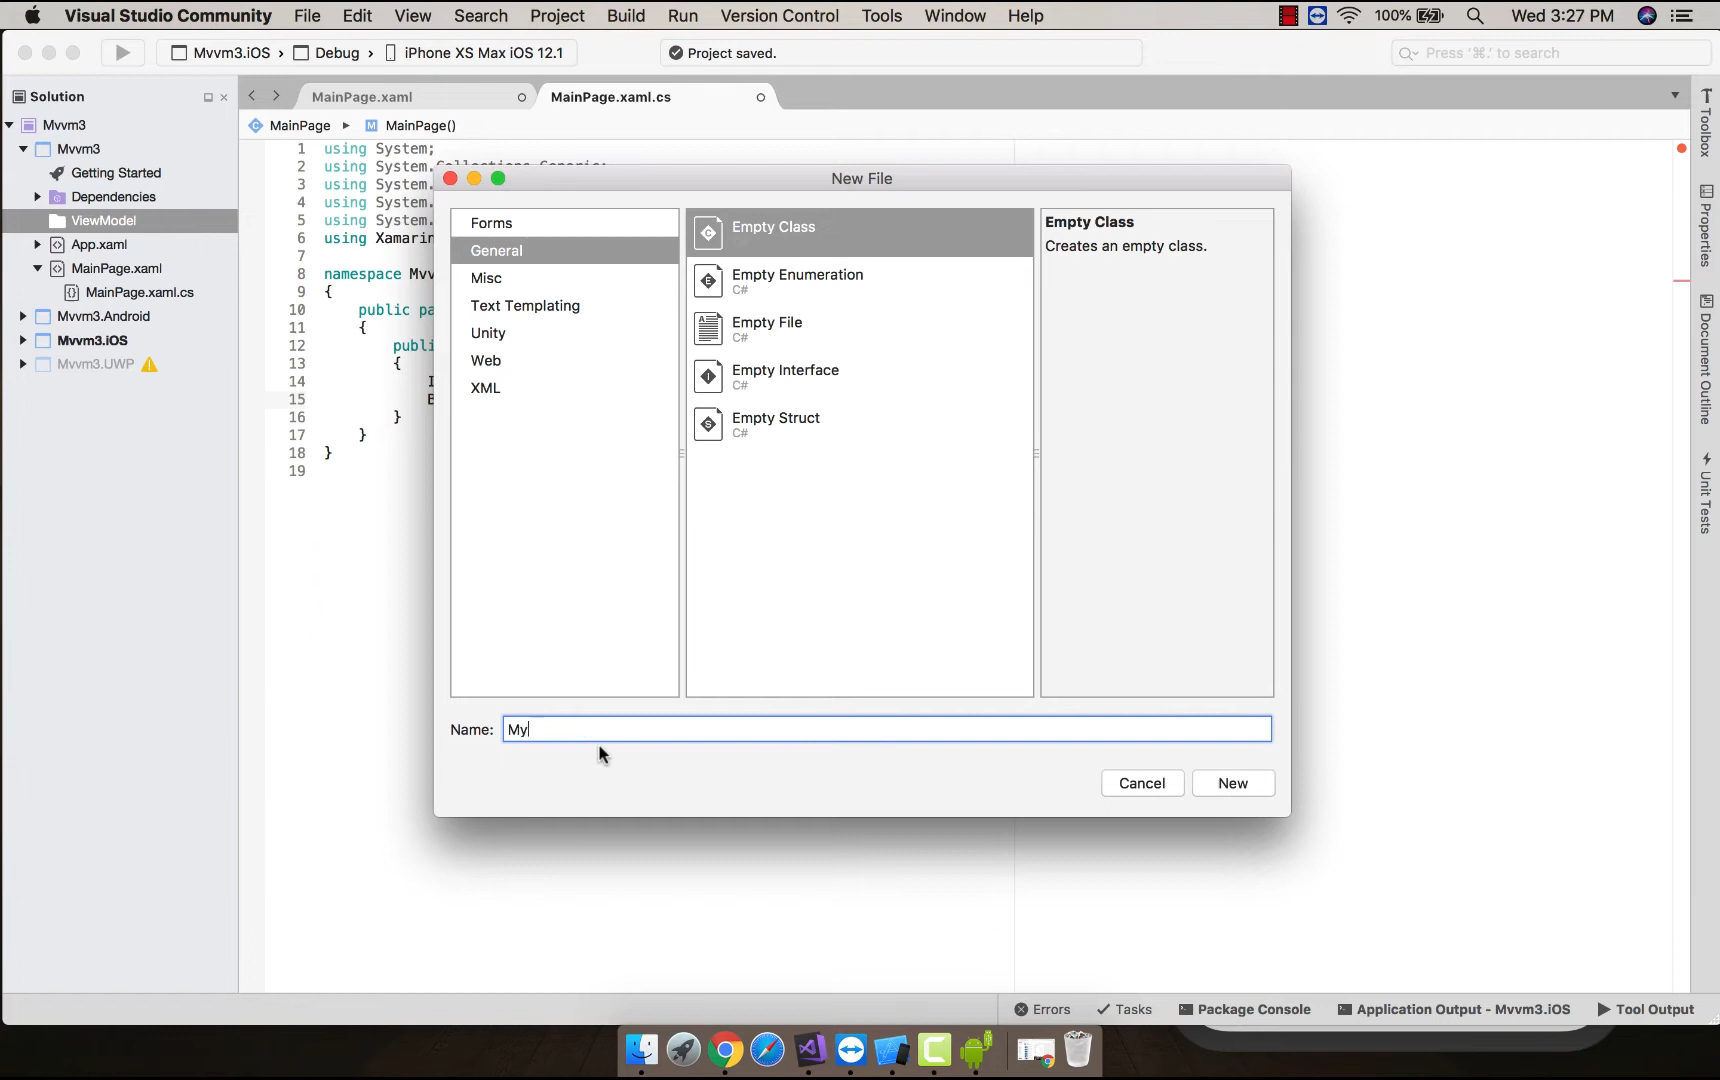 Visual Studio Community File Edit View Search Project Build Run Version Control Tools Window Help 100% Wed 3:27 PM
Mvvm3.iOS › Debug › iPhone XS Max iOS 12.1
Project saved.
Press '⌘.' to search
Solution
Mvvm3
Mvvm3
Getting Started
Dependencies
ViewModel
App.xaml
MainPage.xaml
MainPage.xaml.cs
Mvvm3.Android
Mvvm3.iOS
Mvvm3.UWP
MainPage.xaml
MainPage.xaml.cs
MainPage
MainPage()
1 using System;
2 using System.Collections.Generic;
3 using System.
4 using System.
5 using System.
6 using Xamarin
7
8 namespace Mvv
9 {
10 public pa
11 {
12 publi
13 {
14 I
15 B
16 }
17 }
18 }
19
New File
Forms
General
Misc
Text Templating
Unity
Web
XML
Empty Class
Empty Enumeration
C#
Empty File
C#
Empty Interface
C#
Empty Struct
C#
Empty Class
Creates an empty class.
Name: My
Cancel
New
Toolbox
Properties
Document Outline
Unit Tests
Errors
Tasks
Package Console
Application Output - Mvvm3.iOS
Tool Output